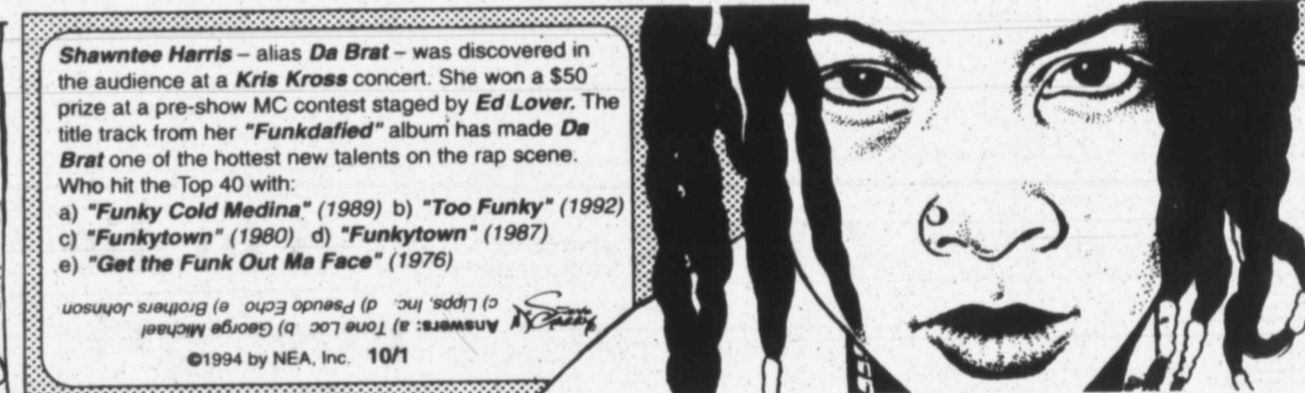 Shawntee Harris – alias Da Brat – was discovered in
the audience at a Kris Kross concert. She won a $50
prize at a pre-show MC contest staged by Ed Lover. The
title track from her "Funkdafied" album has made Da
Brat one of the hottest new talents on the rap scene.
Who hit the Top 40 with:
a) "Funky Cold Medina" (1989) b) "Too Funky" (1992)
c) "Funkytown" (1980) d) "Funkytown" (1987)
e) "Get the Funk Out Ma Face" (1976)
Answers: a) Tone Loc b) George Michael
c) Lipps, Inc. d) Pseudo Echo e) Brothers Johnson
©1994 by NEA, Inc. 10/1